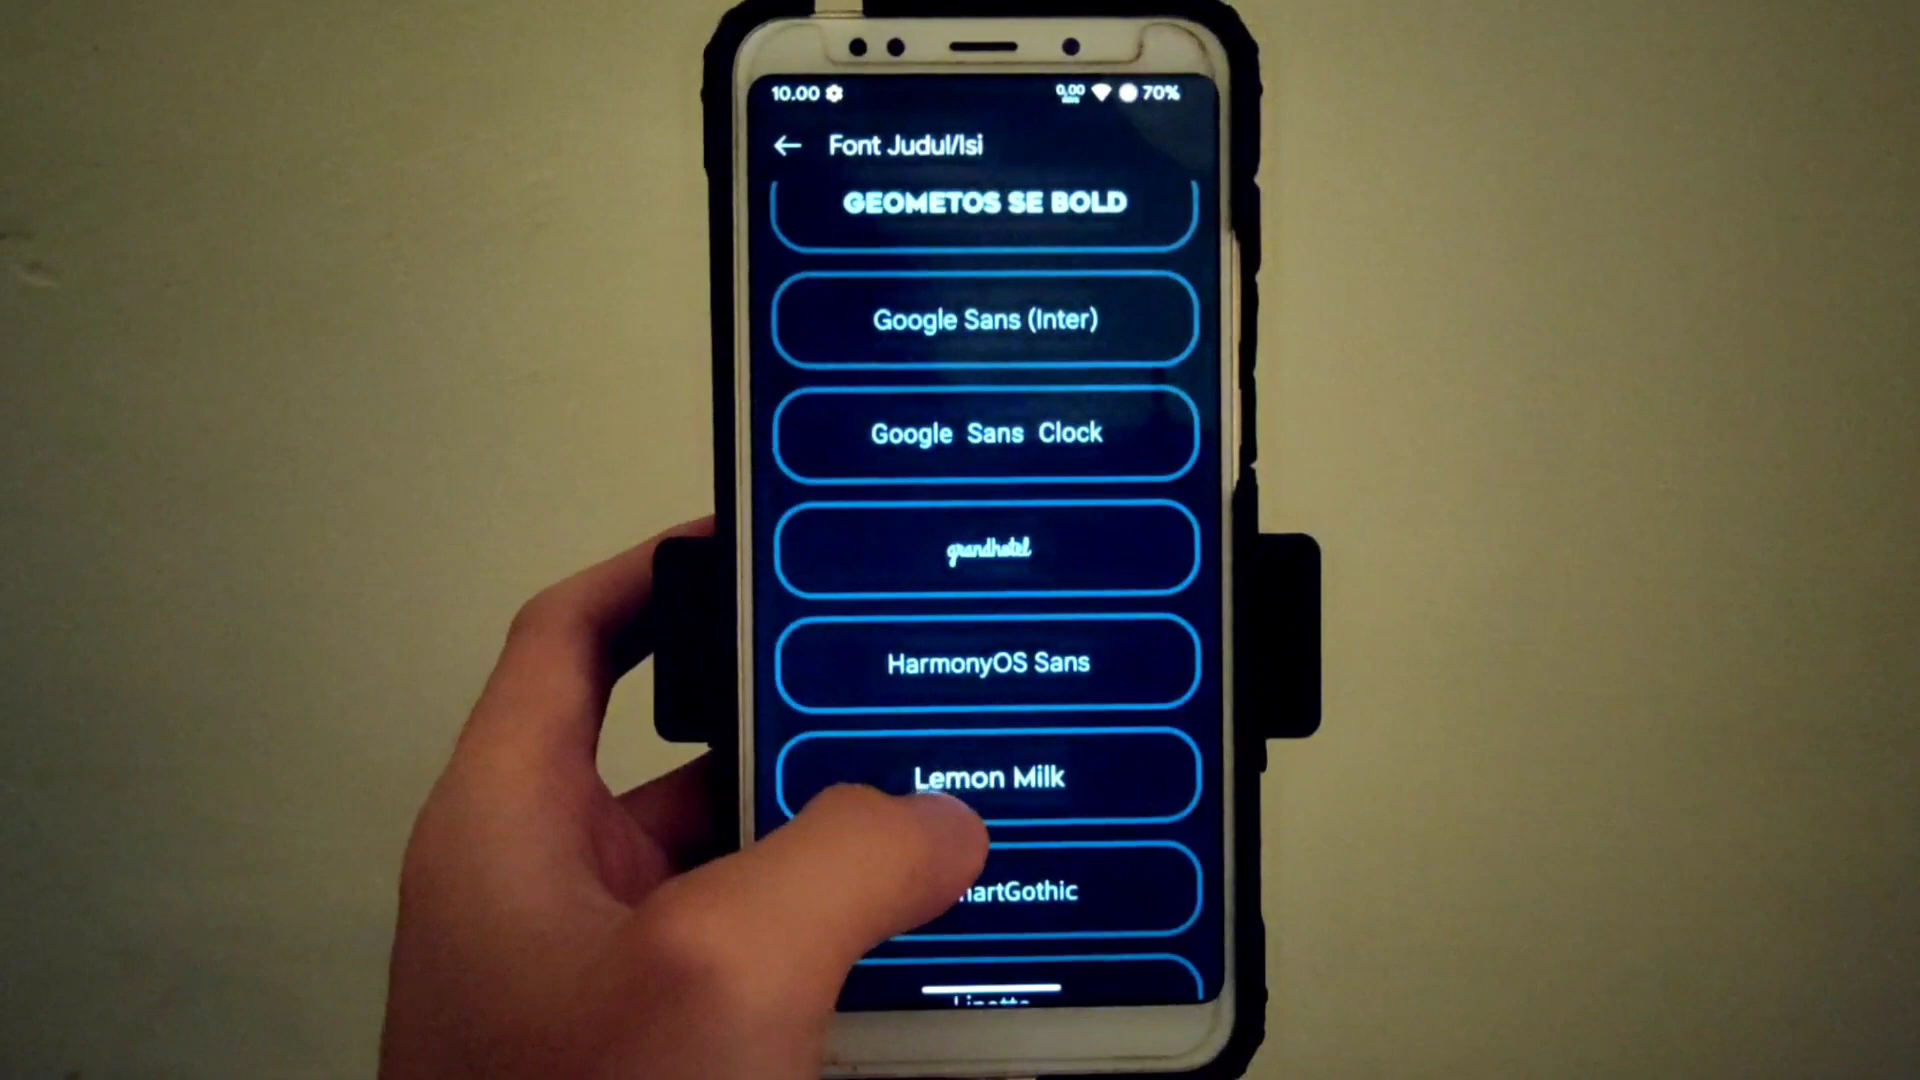 10.00 0,00 70%
Font Judul/Isi
GEOMETOS SE BOLD
Google Sans (Inter)
Google Sans Clock
grandhotel
HarmonyOS Sans
Lemon Milk